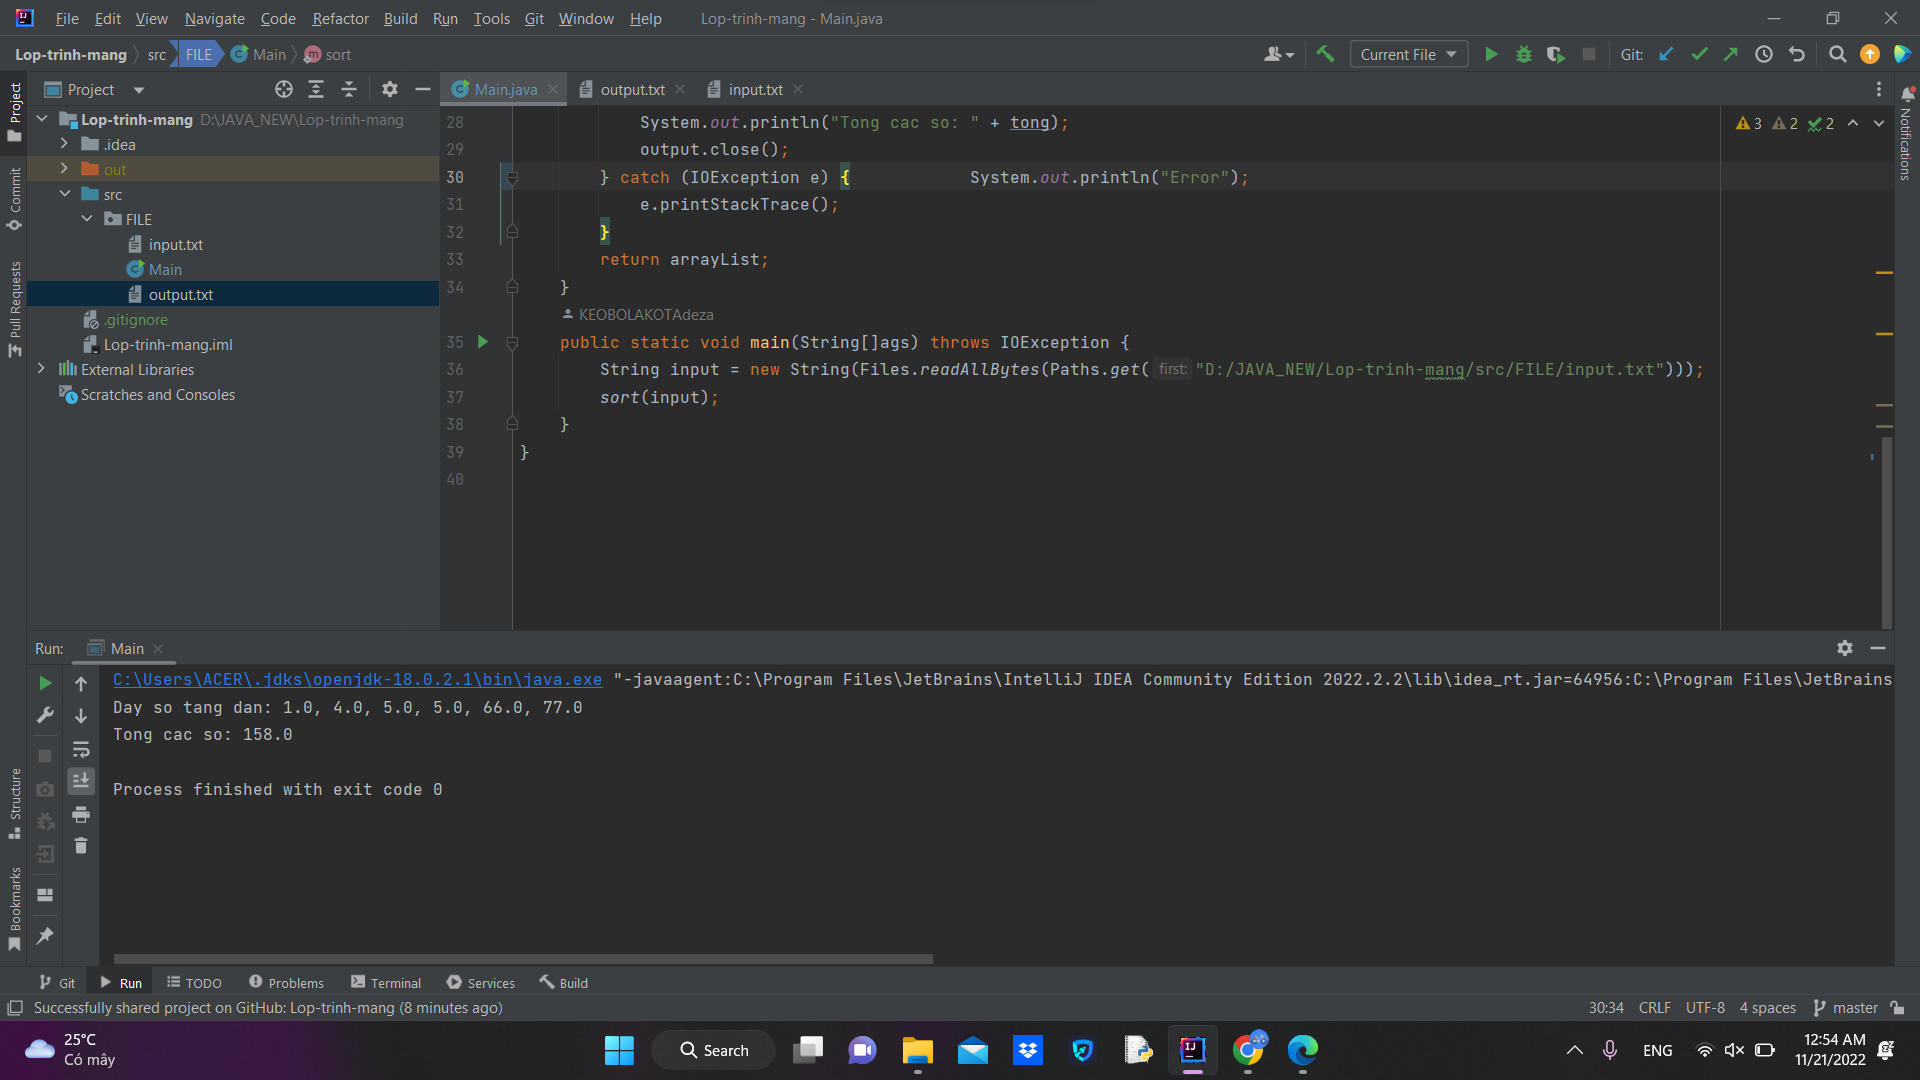 File Edit View Navigate Code Refactor Build Run Tools Git Window Help Lop-trinh-mang - Main.java
Lop-trinh-mang src FILE Main sort Current File Git:
Project
Main.java output.txt input.txt
Lop-trinh-mang D:\JAVA_NEW\Lop-trinh-mang
.idea
out
src
FILE
input.txt
Main
output.txt
.gitignore
Lop-trinh-mang.iml
External Libraries
Scratches and Consoles
Project
Commit
Pull Requests
Structure
Bookmarks
Notifications
3 2 2
28 System.out.println("Tong cac so: " + tong);
29 output.close();
30 } catch (IOException e) { System.out.println("Error");
31 e.printStackTrace();
32 }
33 return arrayList;
34 }
KEOBOLAKOTAdeza
35 public static void main(String[]ags) throws IOException {
36 String input = new String(Files.readAllBytes(Paths.get( first: "D:/JAVA_NEW/Lop-trinh-mang/src/FILE/input.txt")));
37 sort(input);
38 }
39 }
40
Run: Main
C:\Users\ACER\.jdks\openjdk-18.0.2.1\bin\java.exe "-javaagent:C:\Program Files\JetBrains\IntelliJ IDEA Community Edition 2022.2.2\lib\idea_rt.jar=64956:C:\Program Files\JetBrains
Day so tang dan: 1.0, 4.0, 5.0, 5.0, 66.0, 77.0
Tong cac so: 158.0
Process finished with exit code 0
Git Run TODO Problems Terminal Services Build
Successfully shared project on GitHub: Lop-trinh-mang (8 minutes ago) 30:34 CRLF UTF-8 4 spaces master
25°C
Có mây
Search
ENG
12:54 AM
11/21/2022